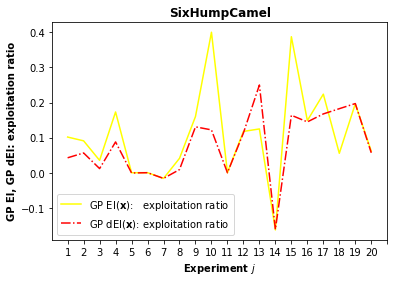 SixHumpCamel
GP EI, GP dEI: exploitation ratio
0.4
0.3
0.2
0.1
0.0
−0.1
GP EI(x): exploitation ratio
GP dEI(x): exploitation ratio
1 2 3 4 5 6 7 8 9 10 11 12 13 14 15 16 17 18 19 20
Experiment j